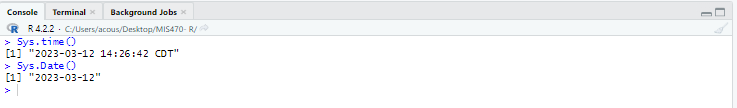 Console Terminal × Background Jobs ×
R 4.2.2 · C:/Users/acous/Desktop/MIS470- R/
> Sys.time()
[1] "2023-03-12 14:26:42 CDT"
> Sys.Date()
[1] "2023-03-12"
>